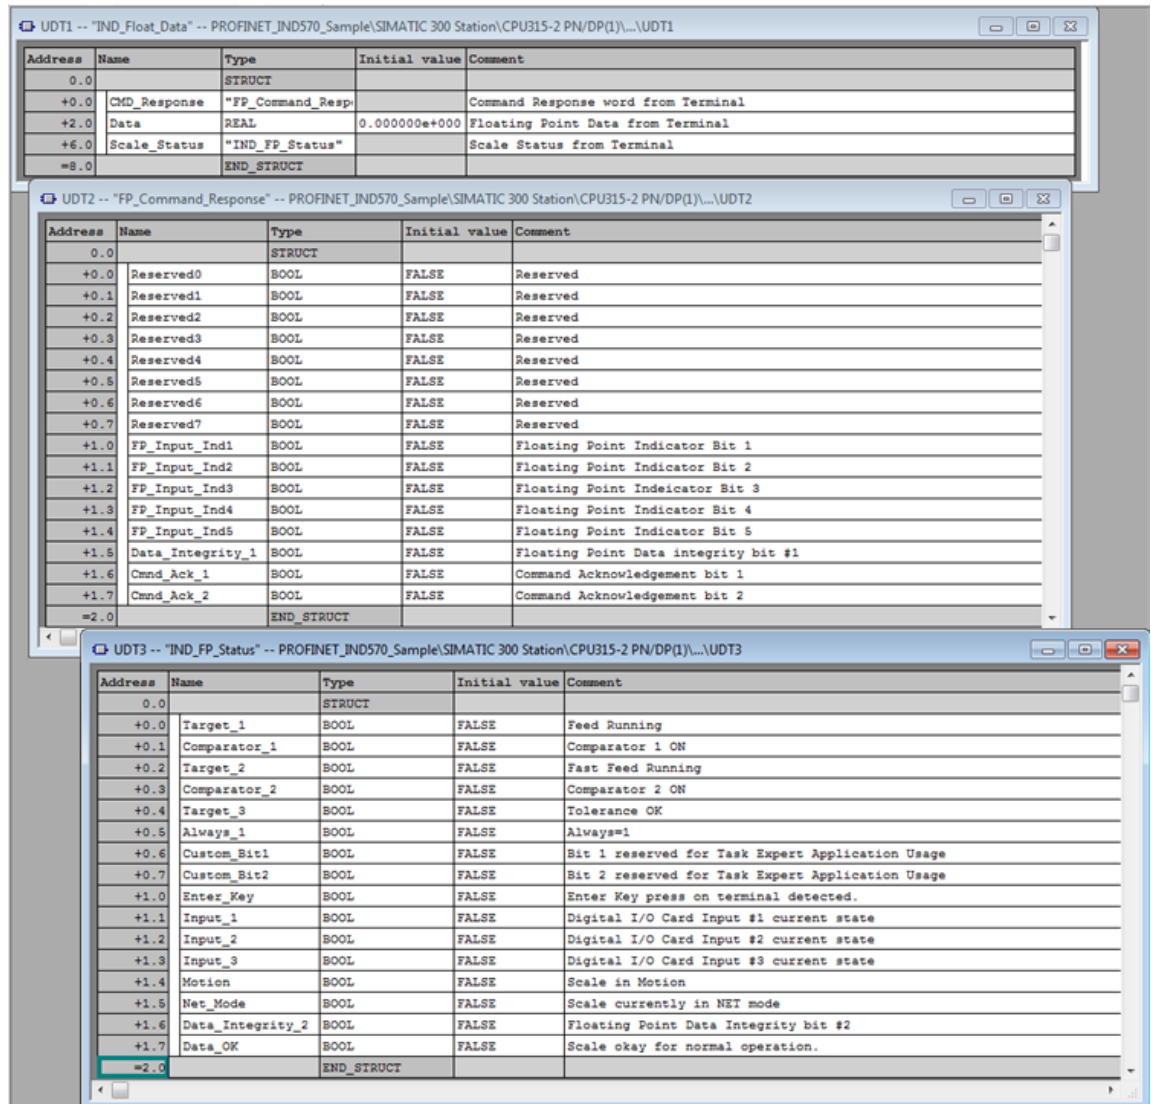 UDT1 -- "IND_Float_Data" -- PROFINET_IND570_Sample\SIMATIC 300 Station\CPU315-2 PN/DP(1)\...\UDT1
Address Name Type Initial value Comment
0.0 STRUCT
+0.0 CMD_Response "FP_Command_Resp Command Response word from Terminal
+2.0 Data REAL 0.000000e+000 Floating Point Data from Terminal
+6.0 Scale_Status "IND_FP_Status" Scale Status from Terminal
=8.0 END_STRUCT
UDT2 -- "FP_Command_Response" -- PROFINET_IND570_Sample\SIMATIC 300 Station\CPU315-2 PN/DP(1)\...\UDT2
Address Name Type Initial value Comment
0.0 STRUCT
+0.0 Reserved0 BOOL FALSE Reserved
+0.1 Reserved1 BOOL FALSE Reserved
+0.2 Reserved2 BOOL FALSE Reserved
+0.3 Reserved3 BOOL FALSE Reserved
+0.4 Reserved4 BOOL FALSE Reserved
+0.5 Reserved5 BOOL FALSE Reserved
+0.6 Reserved6 BOOL FALSE Reserved
+0.7 Reserved7 BOOL FALSE Reserved
+1.0 FP_Input_Ind1 BOOL FALSE Floating Point Indicator Bit 1
+1.1 FP_Input_Ind2 BOOL FALSE Floating Point Indicator Bit 2
+1.2 FP_Input_Ind3 BOOL FALSE Floating Point Indeicator Bit 3
+1.3 FP_Input_Ind4 BOOL FALSE Floating Point Indicator Bit 4
+1.4 FP_Input_Ind5 BOOL FALSE Floating Point Indicator Bit 5
+1.5 Data_Integrity_1 BOOL FALSE Floating Point Data integrity bit #1
+1.6 Cmnd_Ack_1 BOOL FALSE Command Acknowledgement bit 1
+1.7 Cmnd_Ack_2 BOOL FALSE Command Acknowledgement bit 2
=2.0 END_STRUCT
UDT3 -- "IND_FP_Status" -- PROFINET_IND570_Sample\SIMATIC 300 Station\CPU315-2 PN/DP(1)\...\UDT3
Address Name Type Initial value Comment
0.0 STRUCT
+0.0 Target_1 BOOL FALSE Feed Running
+0.1 Comparator_1 BOOL FALSE Comparator 1 ON
+0.2 Target_2 BOOL FALSE Fast Feed Running
+0.3 Comparator_2 BOOL FALSE Comparator 2 ON
+0.4 Target_3 BOOL FALSE Tolerance OK
+0.5 Always_1 BOOL FALSE Always=1
+0.6 Custom_Bit1 BOOL FALSE Bit 1 reserved for Task Expert Application Usage
+0.7 Custom_Bit2 BOOL FALSE Bit 2 reserved for Task Expert Application Usage
+1.0 Enter_Key BOOL FALSE Enter Key press on terminal detected.
+1.1 Input_1 BOOL FALSE Digital I/O Card Input #1 current state
+1.2 Input_2 BOOL FALSE Digital I/O Card Input #2 current state
+1.3 Input_3 BOOL FALSE Digital I/O Card Input #3 current state
+1.4 Motion BOOL FALSE Scale in Motion
+1.5 Net_Mode BOOL FALSE Scale currently in NET mode
+1.6 Data_Integrity_2 BOOL FALSE Floating Point Data Integrity bit #2
+1.7 Data_OK BOOL FALSE Scale okay for normal operation.
=2.0 END_STRUCT